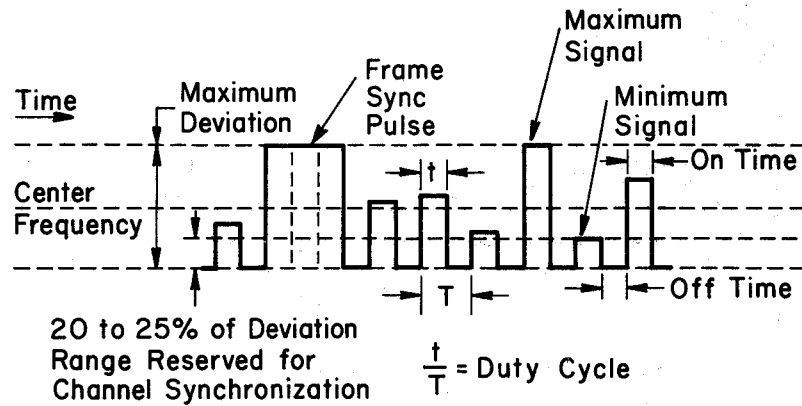 Time
Maximum
Deviation
Frame
Sync
Pulse
Maximum
Signal
Minimum
Signal
On Time
Center
Frequency
t
T
Off Time
20 to 25% of Deviation
Range Reserved for
Channel Synchronization
t/T = Duty Cycle